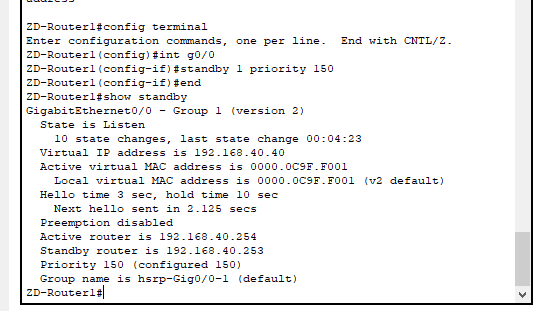 address
ZD-Router1#config terminal
Enter configuration commands, one per line.  End with CNTL/Z.
ZD-Router1(config)#int g0/0
ZD-Router1(config-if)#standby 1 priority 150
ZD-Router1(config-if)#end
ZD-Router1#show standby
GigabitEthernet0/0 - Group 1 (version 2)
  State is Listen
    10 state changes, last state change 00:04:23
  Virtual IP address is 192.168.40.40
  Active virtual MAC address is 0000.0C9F.F001
    Local virtual MAC address is 0000.0C9F.F001 (v2 default)
  Hello time 3 sec, hold time 10 sec
    Next hello sent in 2.125 secs
  Preemption disabled
  Active router is 192.168.40.254
  Standby router is 192.168.40.253
  Priority 150 (configured 150)
  Group name is hsrp-Gig0/0-1 (default)
ZD-Router1#